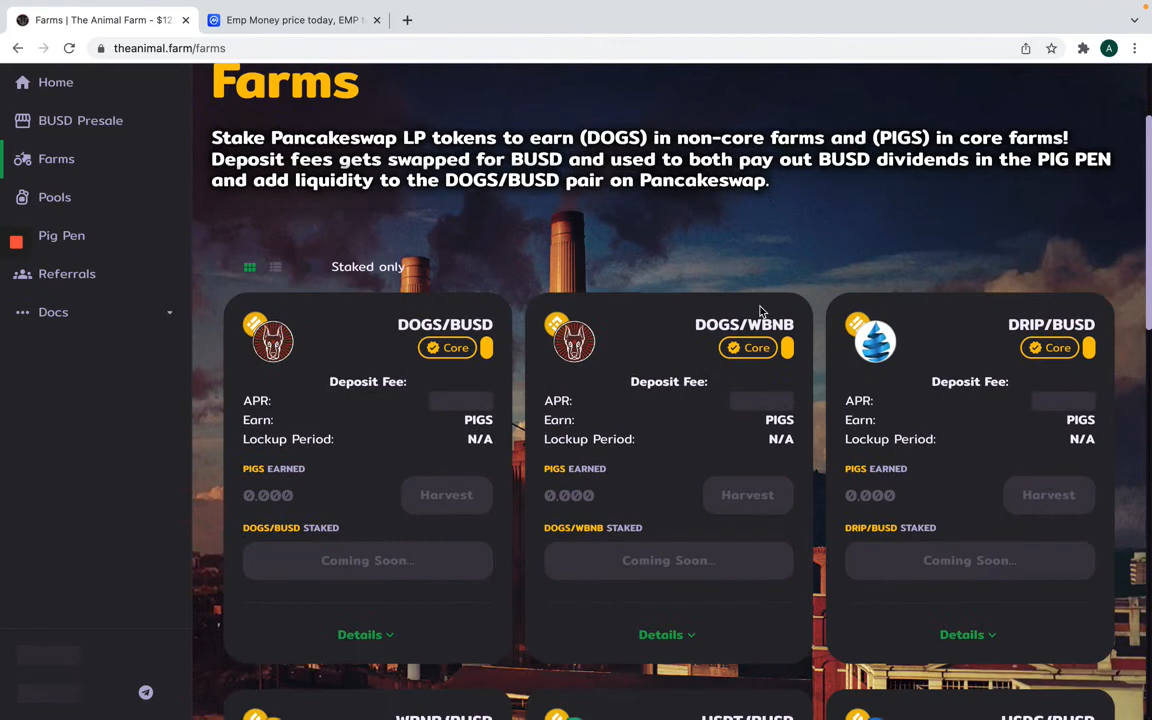 Farms | The Animal Farm - $12
Emp Money price today, EMP t
theanimal.farm/farms
A
Home
BUSD Presale
Farms
Pools
Pig Pen
Referrals
Docs
Farms
Stake Pancakeswap LP tokens to earn (DOGS) in non-core farms and (PIGS) in core farms!
Deposit fees gets swapped for BUSD and used to both pay out BUSD dividends in the PIG PEN
and add liquidity to the DOGS/BUSD pair on Pancakeswap.
Staked only
DOGS/BUSD
Core
Deposit Fee:
APR:
Earn: PIGS
Lockup Period: N/A
PIGS EARNED
0.000 Harvest
DOGS/BUSD STAKED
Coming Soon...
Details
DOGS/WBNB
Core
Deposit Fee:
APR:
Earn: PIGS
Lockup Period: N/A
PIGS EARNED
0.000 Harvest
DOGS/WBNB STAKED
Coming Soon...
Details
DRIP/BUSD
Core
Deposit Fee:
APR:
Earn: PIGS
Lockup Period: N/A
PIGS EARNED
0.000 Harvest
DRIP/BUSD STAKED
Coming Soon...
Details
WBNB/BUSD
USDT/BUSD
USDC/BUSD